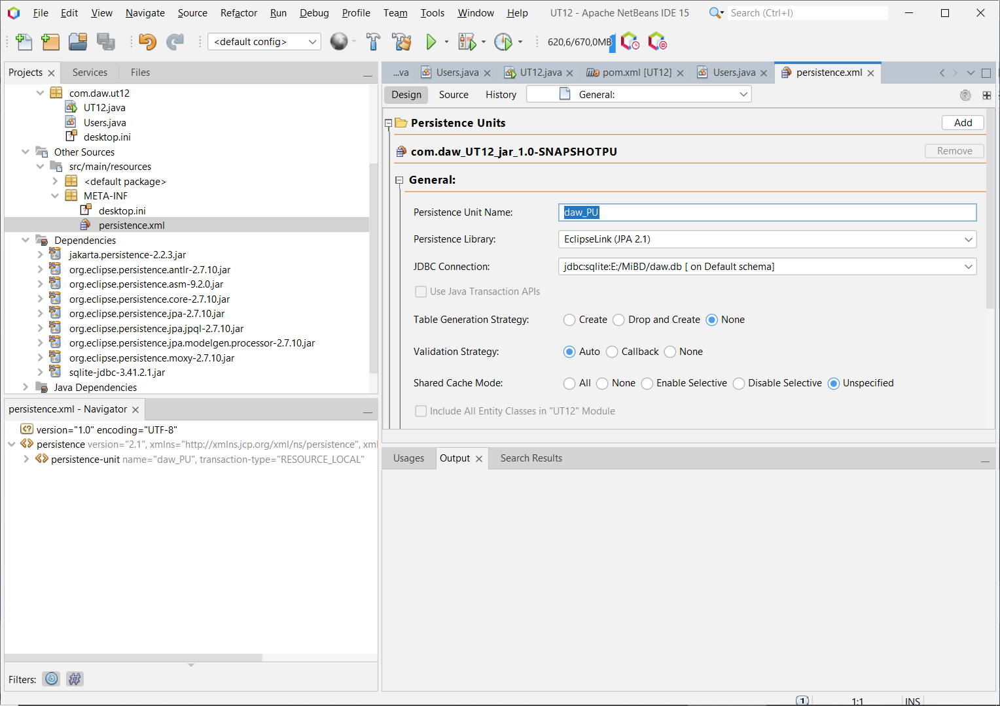 File Edit View Navigate Source Refactor Run Debug Profile Team Tools Window Help UT12 - Apache NetBeans IDE 15 Search (Ctrl+I)
<default config> 620,6/670,0MB
Projects Services Files
com.daw.ut12
UT12.java
Users.java
desktop.ini
Other Sources
src/main/resources
<default package>
META-INF
desktop.ini
persistence.xml
Dependencies
jakarta.persistence-2.2.3.jar
org.eclipse.persistence.antlr-2.7.10.jar
org.eclipse.persistence.asm-9.2.0.jar
org.eclipse.persistence.core-2.7.10.jar
org.eclipse.persistence.jpa-2.7.10.jar
org.eclipse.persistence.jpa.jpql-2.7.10.jar
org.eclipse.persistence.jpa.modelgen.processor-2.7.10.jar
org.eclipse.persistence.moxy-2.7.10.jar
sqlite-jdbc-3.41.2.1.jar
Java Dependencies
persistence.xml - Navigator
version="1.0" encoding="UTF-8"
persistence version="2.1", xmlns="http://xmlns.jcp.org/xml/ns/persistence", xml
persistence-unit name="daw_PU", transaction-type="RESOURCE_LOCAL"
Filters:
...va Users.java UT12.java pom.xml [UT12] Users.java persistence.xml
Design Source History General:
Persistence Units Add
com.daw_UT12_jar_1.0-SNAPSHOTPU Remove
General:
Persistence Unit Name: daw_PU
Persistence Library: EclipseLink (JPA 2.1)
JDBC Connection: jdbc:sqlite:E:/MiBD/daw.db [ on Default schema]
Use Java Transaction APIs
Table Generation Strategy: Create Drop and Create None
Validation Strategy: Auto Callback None
Shared Cache Mode: All None Enable Selective Disable Selective Unspecified
Include All Entity Classes in "UT12" Module
Usages Output Search Results
1 1:1 INS